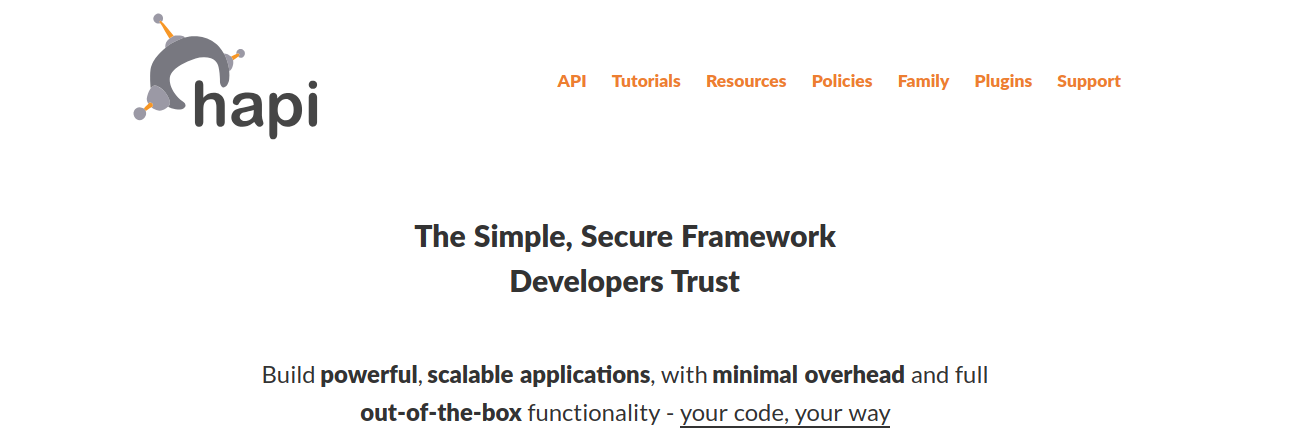 hapi
API Tutorials Resources Policies Family Plugins Support
The Simple, Secure Framework
Developers Trust
Build powerful, scalable applications, with minimal overhead and full
out-of-the-box functionality - your code, your way